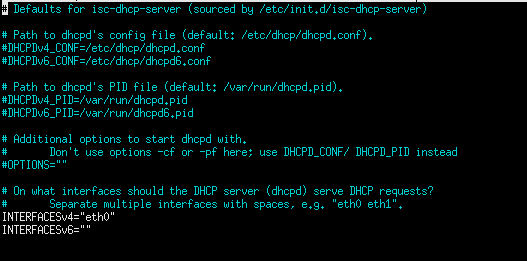 # Defaults for isc-dhcp-server (sourced by /etc/init.d/isc-dhcp-server)
# Path to dhcpd's config file (default: /etc/dhcp/dhcpd.conf).
#DHCPDv4_CONF=/etc/dhcp/dhcpd.conf
#DHCPDv6_CONF=/etc/dhcp/dhcpd6.conf
# Path to dhcpd's PID file (default: /var/run/dhcpd.pid).
#DHCPDv4_PID=/var/run/dhcpd.pid
#DHCPDv6_PID=/var/run/dhcpd6.pid
# Additional options to start dhcpd with.
#       Don't use options -cf or -pf here; use DHCPD_CONF/ DHCPD_PID instead
#OPTIONS=""
# On what interfaces should the DHCP server (dhcpd) serve DHCP requests?
#       Separate multiple interfaces with spaces, e.g. "eth0 eth1".
INTERFACESv4="eth0"
INTERFACESv6=""